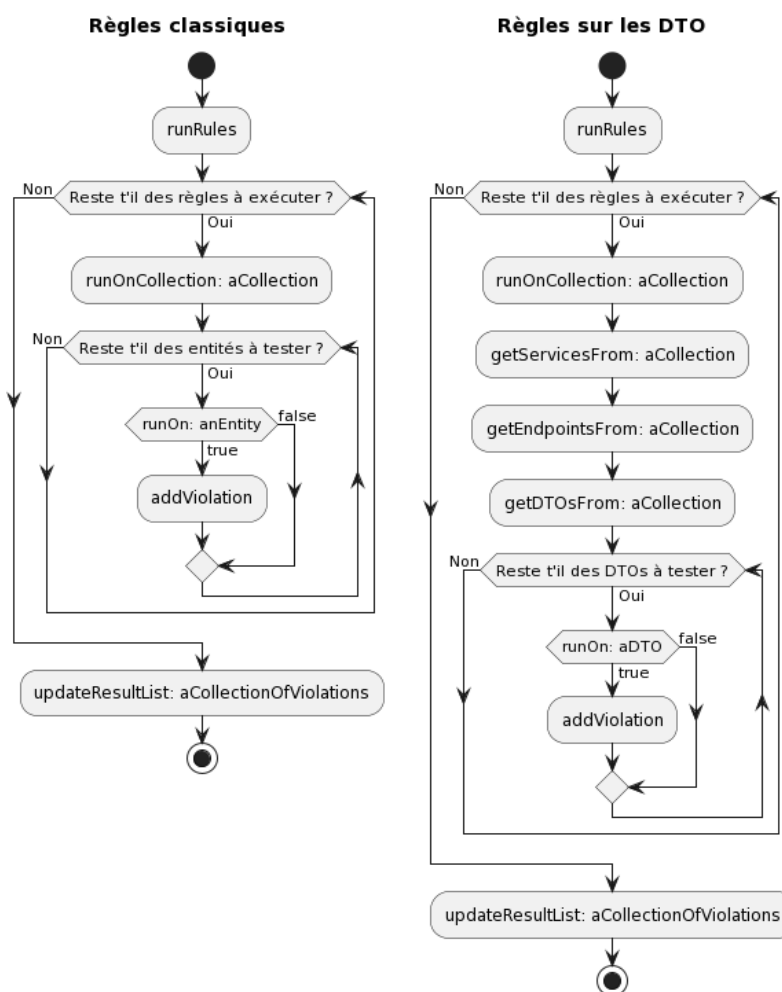 Règles classiques
runRules
Reste t'il des règles à exécuter ?
Non
Oui
runOnCollection: aCollection
Reste t'il des entités à tester ?
Non
Oui
runOn: anEntity
false
true
addViolation
updateResultList: aCollectionOfViolations
Règles sur les DTO
runRules
Reste t'il des règles à exécuter ?
Non
Oui
runOnCollection: aCollection
getServicesFrom: aCollection
getEndpointsFrom: aCollection
getDTOsFrom: aCollection
Reste t'il des DTOs à tester ?
Non
Oui
runOn: aDTO
false
true
addViolation
updateResultList: aCollectionOfViolations